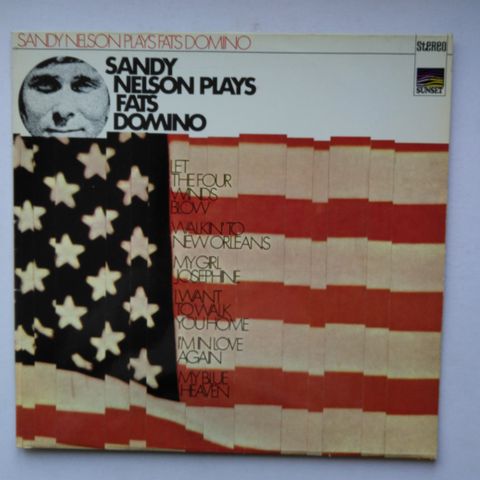 SANDY NELSON PLAYS FATS DOMINO
Stereo
SUNSET
SANDY
NELSON PLAYS
FATS
DOMINO
LET
THE FOUR
WINDS
BLOW
WALKIN' TO
NEW ORLEANS
MY GIRL
JOSEPHINE
I WANT
TO WALK
YOU HOME
I'M IN LOVE
AGAIN
MY BLUE
HEAVEN